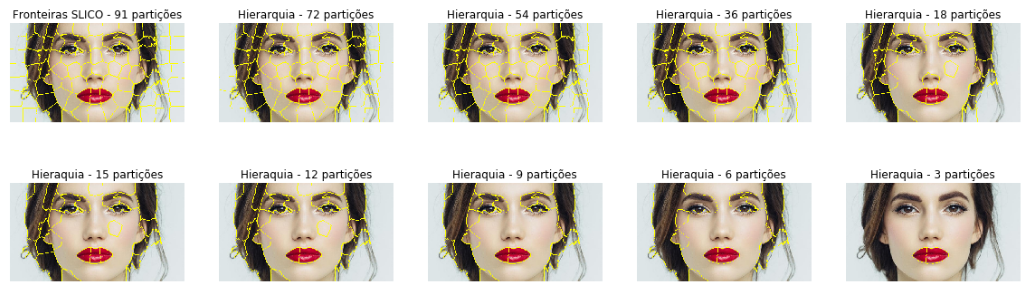 Fronteiras SLICO - 91 partições
Hierarquia - 72 partições
Hierarquia - 54 partições
Hierarquia - 36 partições
Hierarquia - 18 partições
Hieraquia - 15 partições
Hieraquia - 12 partições
Hieraquia - 9 partições
Hieraquia - 6 partições
Hieraquia - 3 partições